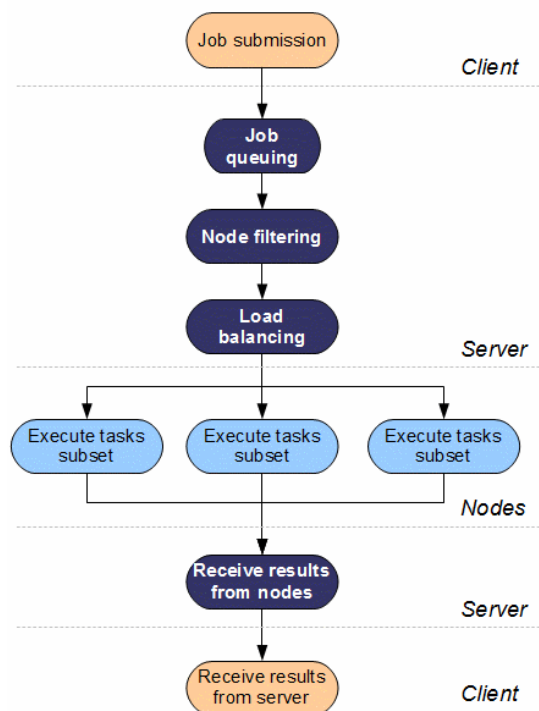 Job submission
Client
Job
queuing
Node filtering
Load
balancing
Server
Execute tasks
subset
Execute tasks
subset
Execute tasks
subset
Nodes
Receive results
from nodes
Server
Receive results
from server
Client